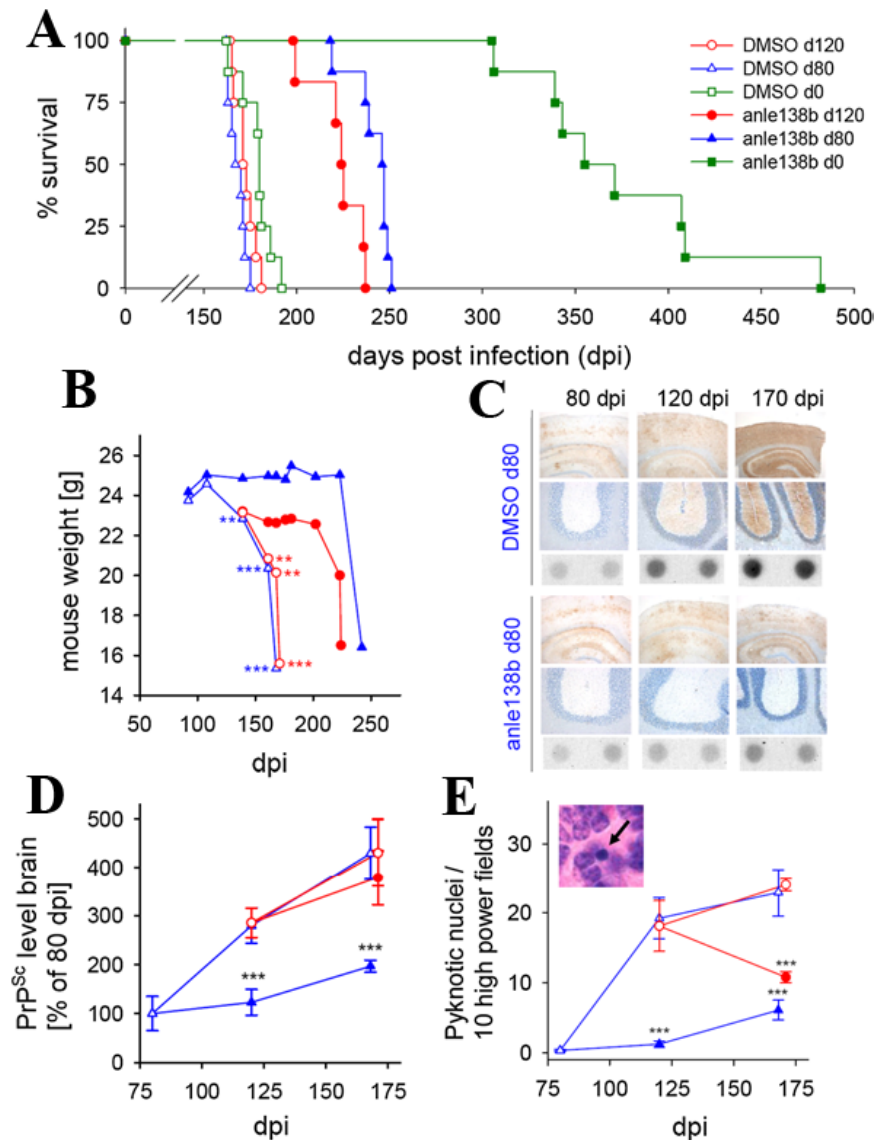 A
% survival
100
75
50
25
0
0 150 200 250 300 350 400 450 500
days post infection (dpi)
DMSO d120
DMSO d80
DMSO d0
anle138b d120
anle138b d80
anle138b d0
B
mouse weight [g]
26
24
22
20
18
16
14
** 
***
***
**
**
***
50 100 150 200 250
dpi
C
80 dpi 120 dpi 170 dpi
DMSO d80
anle138b d80
D
PrPSc level brain
[% of 80 dpi]
500
400
300
200
100
0
***
***
75 100 125 150 175
dpi
E
Pyknotic nuclei /
10 high power fields
30
20
10
0
***
***
***
75 100 125 150 175
dpi